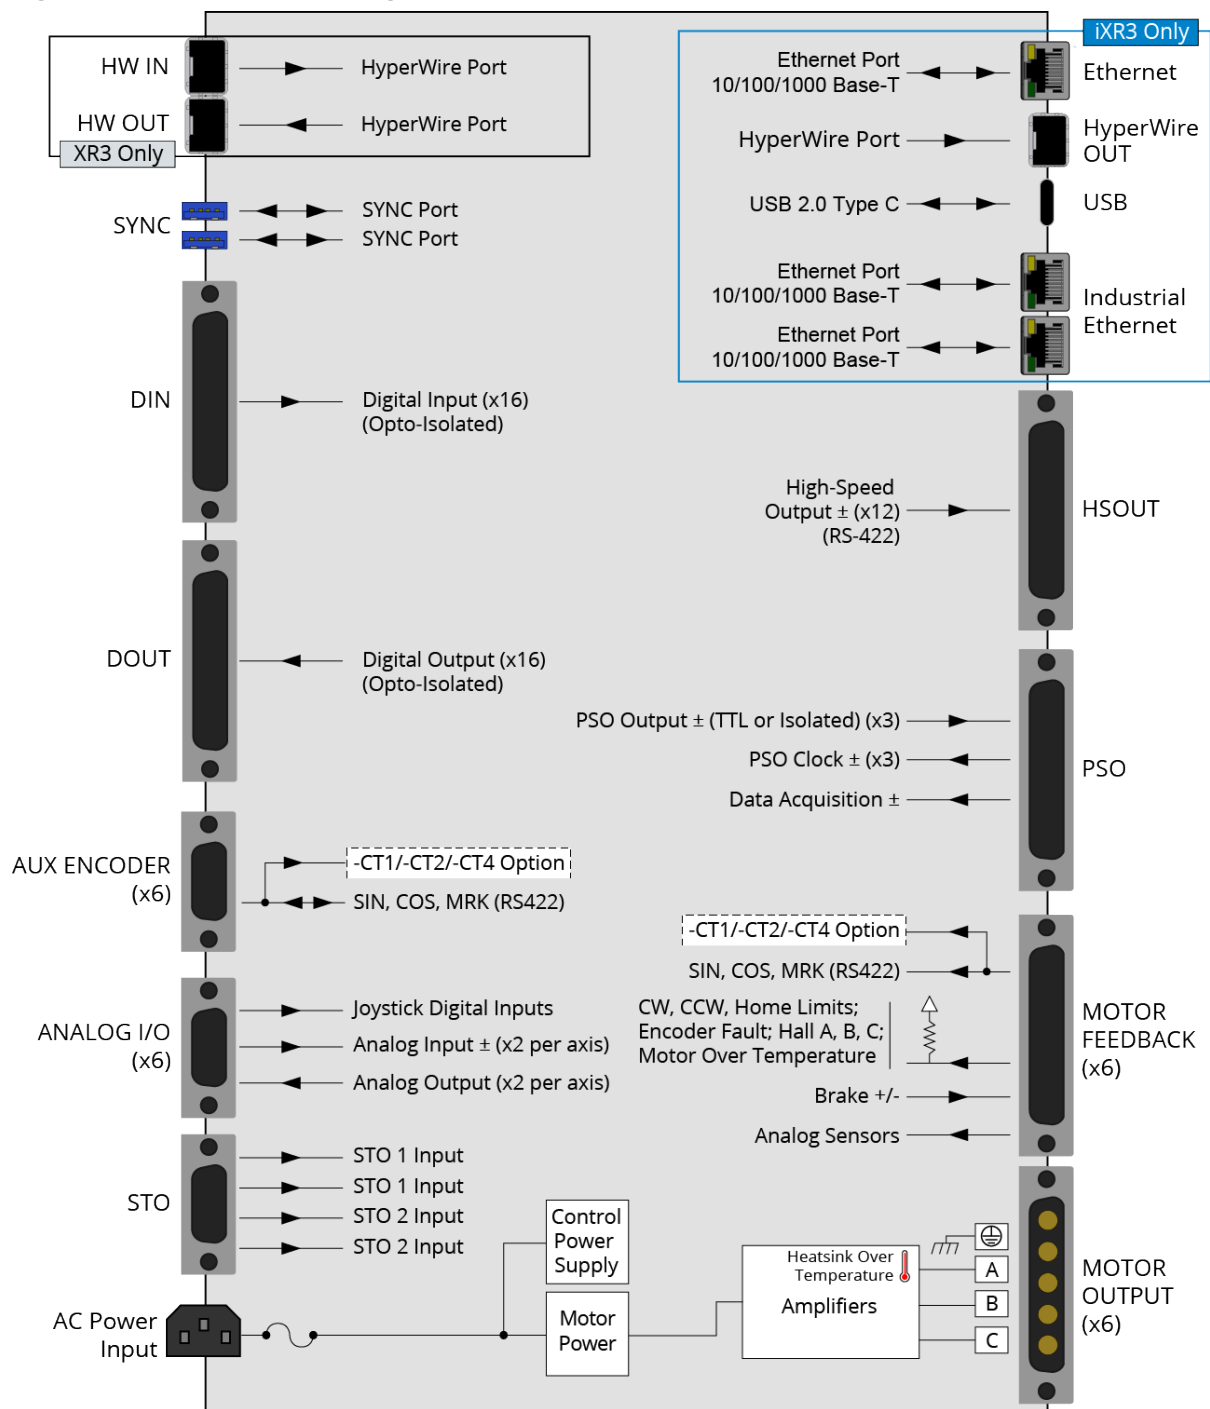 HW IN
HyperWire Port
HW OUT
HyperWire Port
XR3 Only
SYNC
SYNC Port
SYNC Port
DIN
Digital Input (x16)
(Opto-Isolated)
DOUT
Digital Output (x16)
(Opto-Isolated)
AUX ENCODER
(x6)
-CT1/-CT2/-CT4 Option
SIN, COS, MRK (RS422)
ANALOG I/O
(x6)
Joystick Digital Inputs
Analog Input ± (x2 per axis)
Analog Output (x2 per axis)
STO
STO 1 Input
STO 1 Input
STO 2 Input
STO 2 Input
AC Power
Input
Control
Power
Supply
Motor
Power
Heatsink Over
Temperature
Amplifiers
A
B
C
iXR3 Only
Ethernet Port
10/100/1000 Base-T
Ethernet
HyperWire Port
HyperWire
OUT
USB 2.0 Type C
USB
Ethernet Port
10/100/1000 Base-T
Ethernet Port
10/100/1000 Base-T
Industrial
Ethernet
High-Speed
Output ± (x12)
(RS-422)
HSOUT
PSO Output ± (TTL or Isolated) (x3)
PSO Clock ± (x3)
Data Acquisition ±
PSO
-CT1/-CT2/-CT4 Option
SIN, COS, MRK (RS422)
CW, CCW, Home Limits;
Encoder Fault; Hall A, B, C;
Motor Over Temperature
Brake +/-
Analog Sensors
MOTOR
FEEDBACK
(x6)
MOTOR
OUTPUT
(x6)